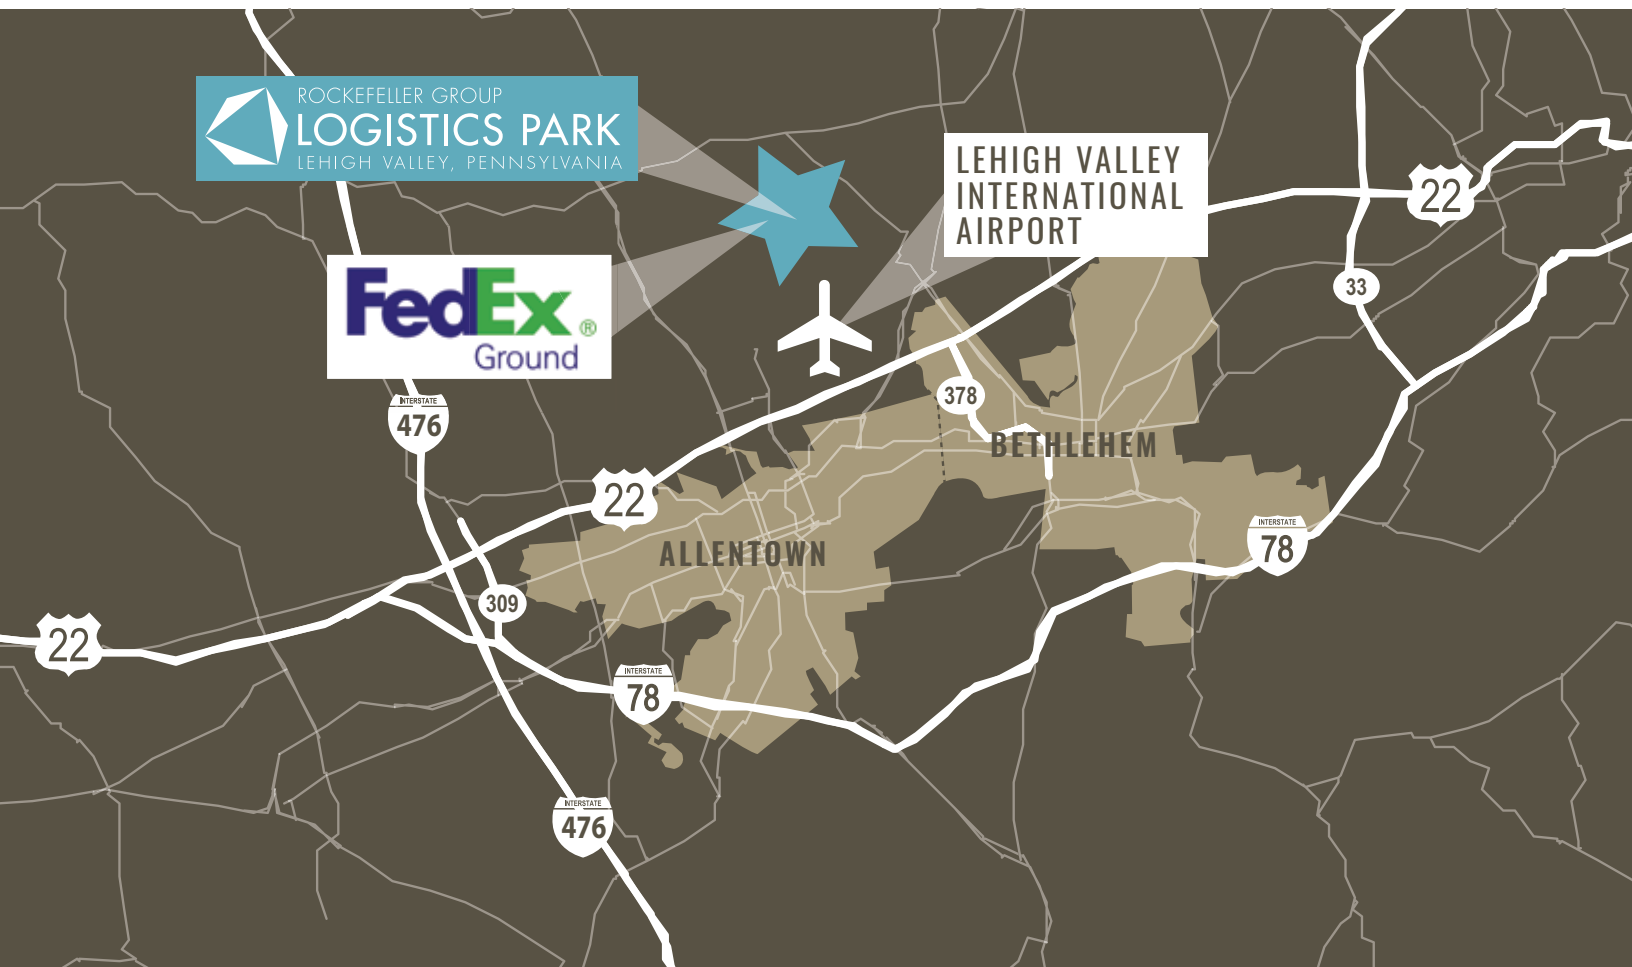 ROCKEFELLER GROUP
LOGISTICS PARK
LEHIGH VALLEY, PENNSYLVANIA
LEHIGH VALLEY
INTERNATIONAL
AIRPORT
22
33
FedEx®
Ground
378
INTERSTATE
476
BETHLEHEM
22
INTERSTATE
78
ALLENTOWN
309
22
INTERSTATE
78
INTERSTATE
476